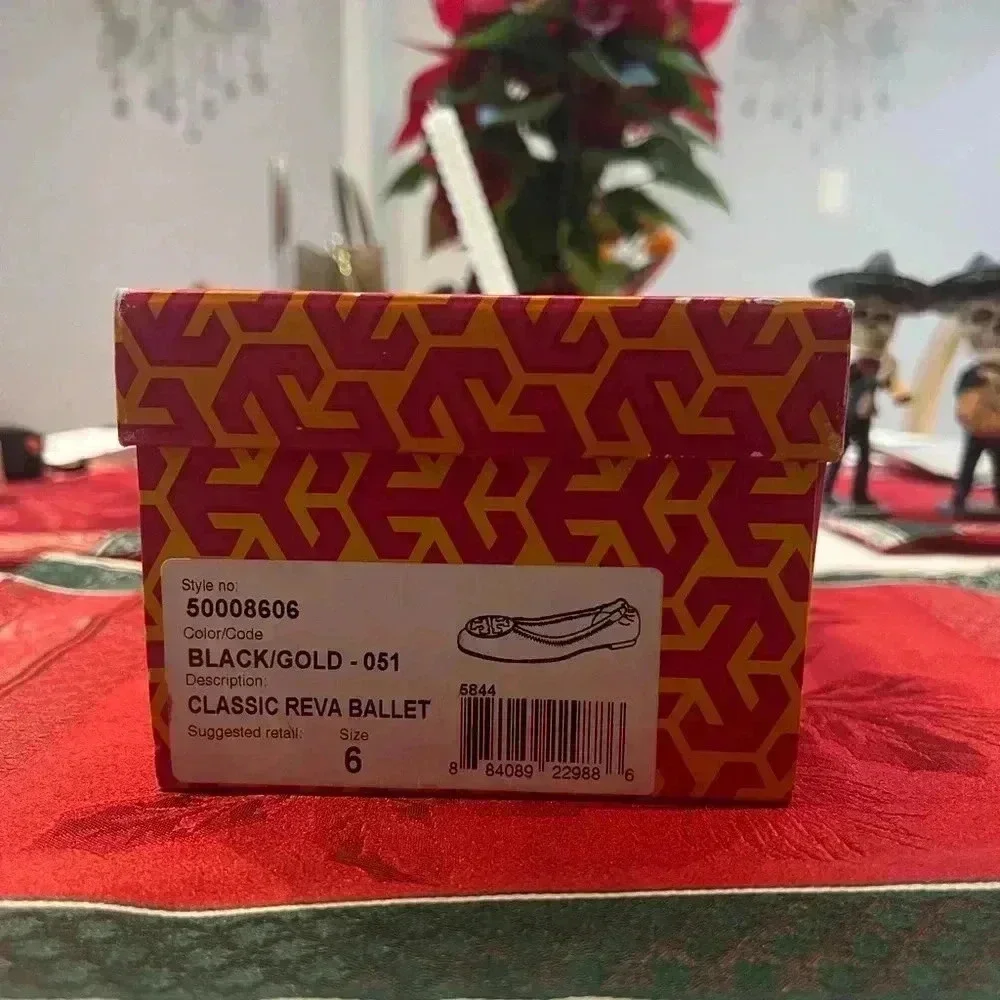 Style no:
50008606
Color/Code
BLACK/GOLD - 051
Description:
CLASSIC REVA BALLET
Suggested retail: Size
6
5844
8 84089 22988 6